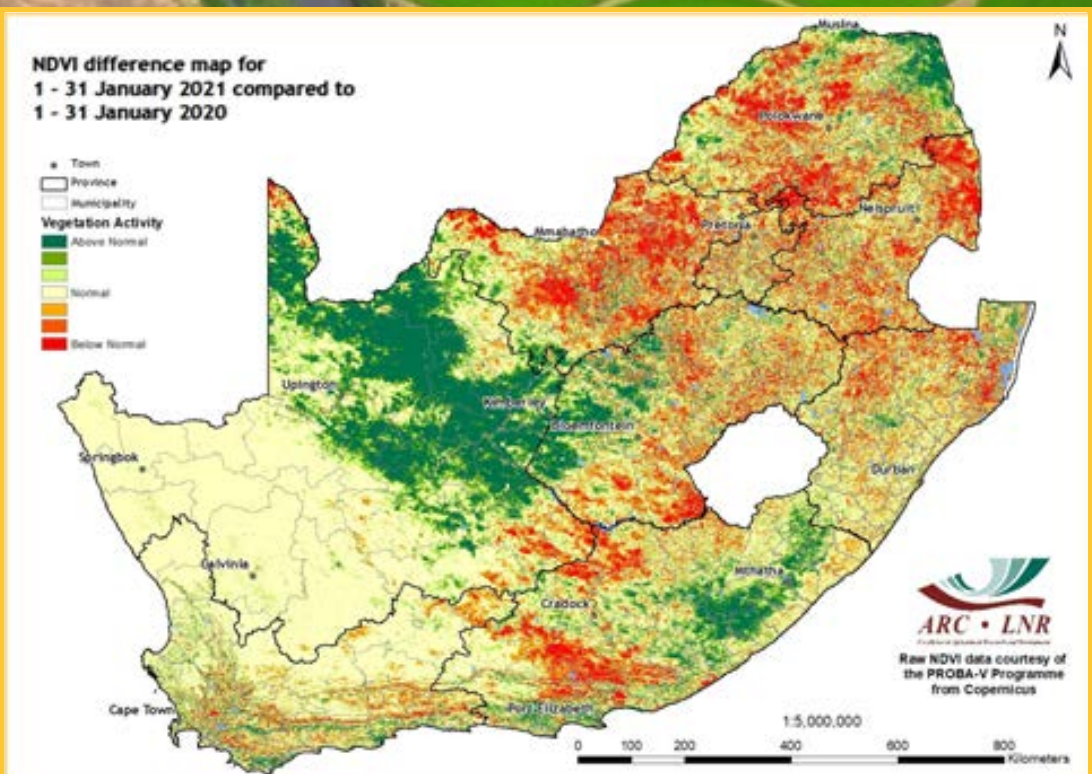 NDVI difference map for
1 - 31 January 2021 compared to
1 - 31 January 2020
Town
Province
Municipality
Vegetation Activity
Above Normal
Normal
Below Normal
N
Musina
Polokwane
Nelspruit
Pretoria
Mmabatho
Upington
Kimberley
Bloemfontein
Springbok
Durban
Calvinia
Mthatha
Cradock
Cape Town
Port Elizabeth
ARC • LNR
Raw NDVI data courtesy of
the PROBA-V Programme
from Copernicus
1:5,000,000
0 100 200 400 600 800
Kilometers